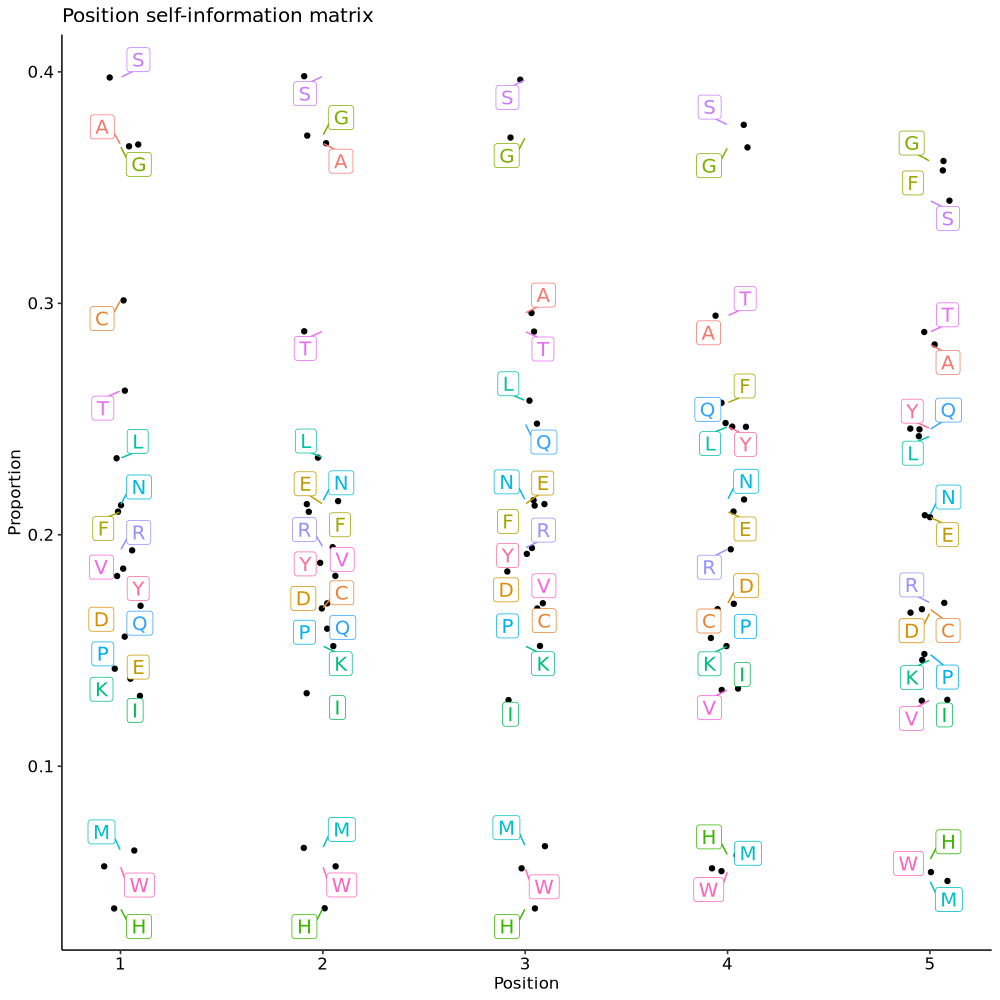 Position self-information matrix
Proportion
0.4
0.3
0.2
0.1
S
A
G
C
T
L
N
F
R
V
Y
D
Q
P
E
K
I
M
W
H
S
G
A
T
L
E
N
F
R
V
Y
C
D
Q
P
K
I
M
W
H
S
G
A
T
L
Q
N
E
F
R
Y
V
D
C
P
K
I
M
W
H
S
G
T
A
F
Q
L
Y
N
E
R
D
C
P
K
I
V
H
M
W
G
F
S
T
A
Y
Q
L
N
E
R
D
C
K
P
V
I
H
W
M
1 2 3 4 5
Position